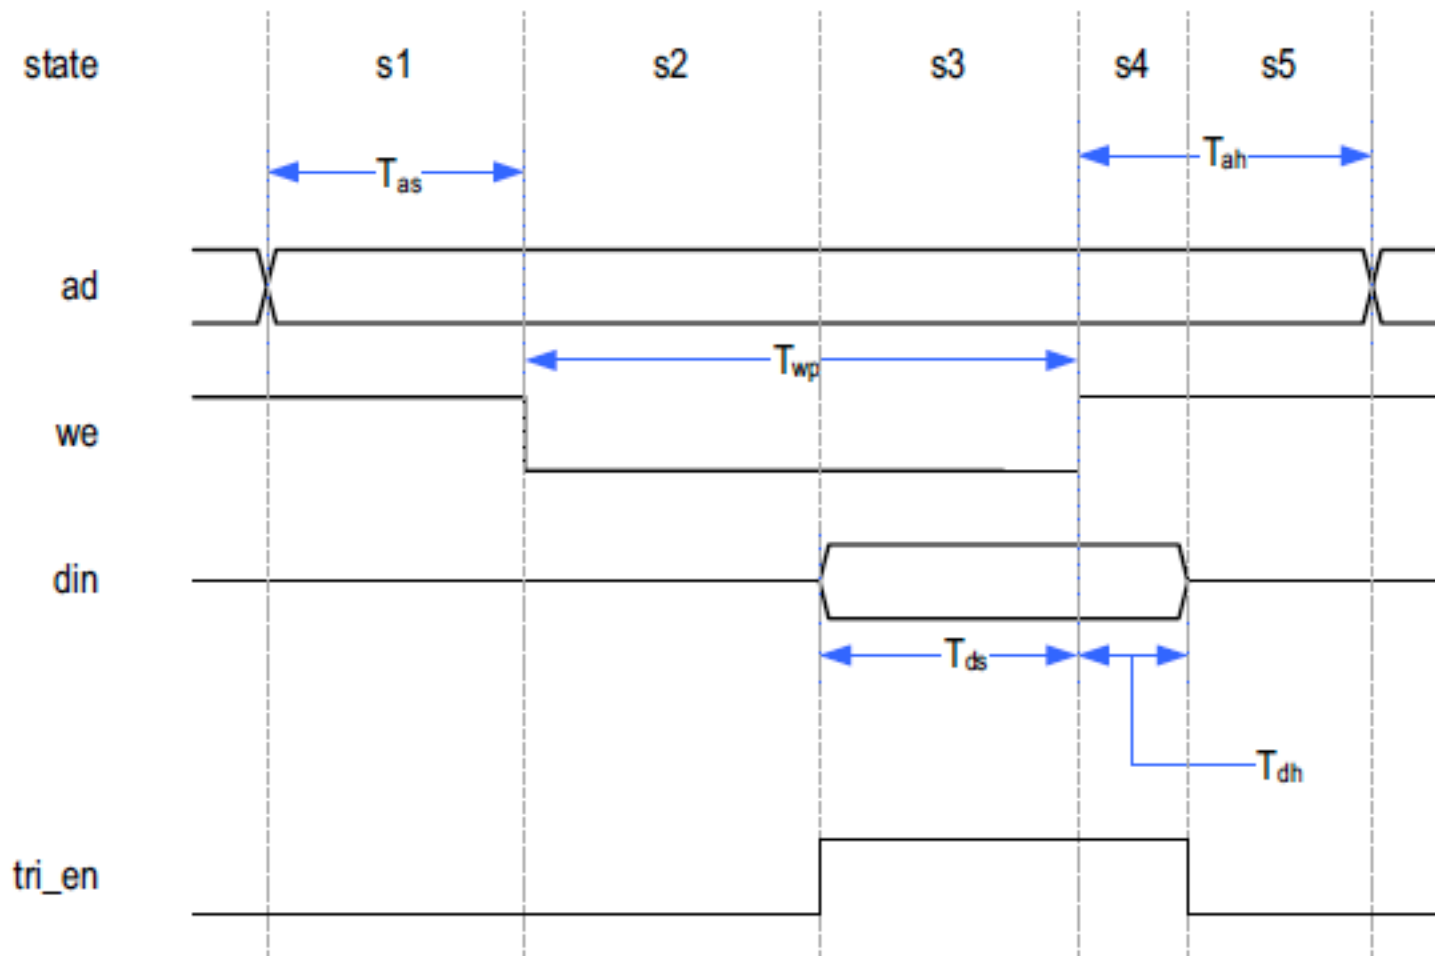 state s1 s2 s3 s4 s5
Tas Tah
ad
Twp
we
din
Tds
Tdh
tri_en